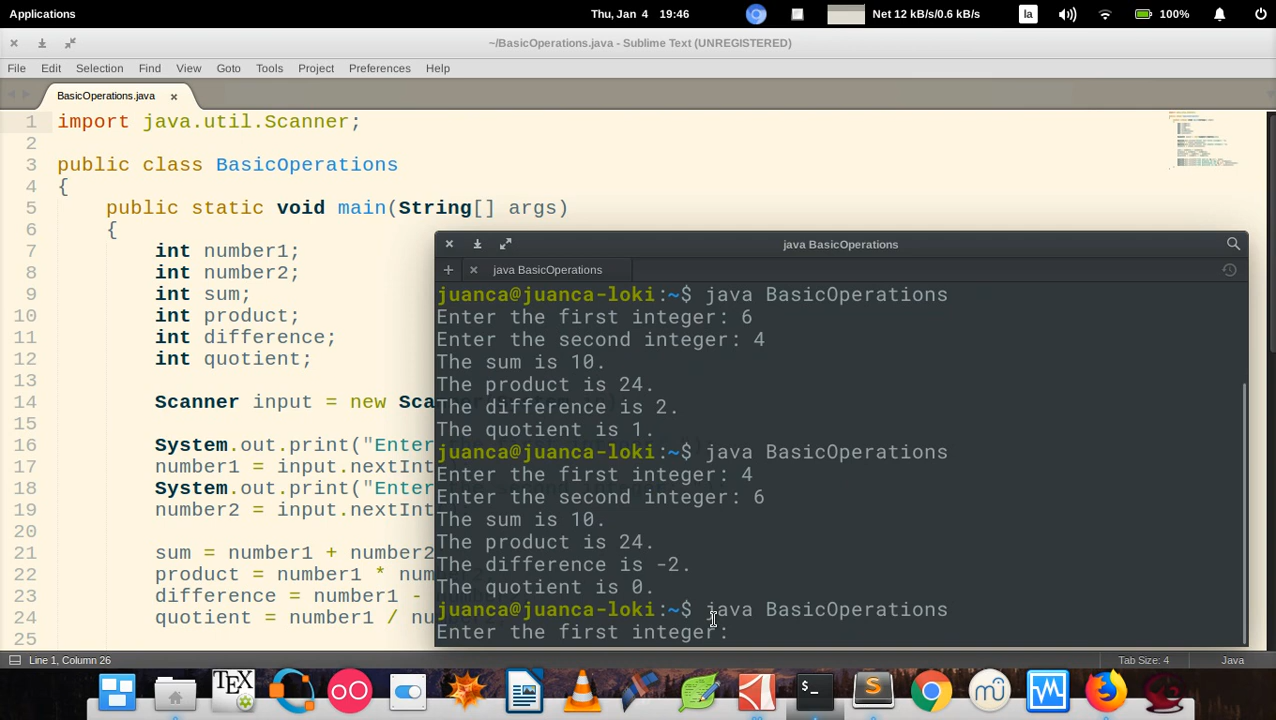 Applications
Thu, Jan 4 19:46
Net 12 kB/s/0.6 kB/s
la
100%
~/BasicOperations.java - Sublime Text (UNREGISTERED)
File Edit Selection Find View Goto Tools Project Preferences Help
BasicOperations.java
1 import java.util.Scanner;
2
3 public class BasicOperations
4 {
5 public static void main(String[] args)
6 {
7 int number1;
8 int number2;
9 int sum;
10 int product;
11 int difference;
12 int quotient;
13
14 Scanner input = new Sca
15
16 System.out.print("Enter
17 number1 = input.nextInt
18 System.out.print("Enter
19 number2 = input.nextInt
20
21 sum = number1 + number2
22 product = number1 * num
23 difference = number1 -
24 quotient = number1 / nu
25
java BasicOperations
java BasicOperations
juanca@juanca-loki:~$ java BasicOperations
Enter the first integer: 6
Enter the second integer: 4
The sum is 10.
The product is 24.
The difference is 2.
The quotient is 1.
juanca@juanca-loki:~$ java BasicOperations
Enter the first integer: 4
Enter the second integer: 6
The sum is 10.
The product is 24.
The difference is -2.
The quotient is 0.
juanca@juanca-loki:~$ java BasicOperations
Enter the first integer:
Line 1, Column 26
Tab Size: 4
Java
TEX